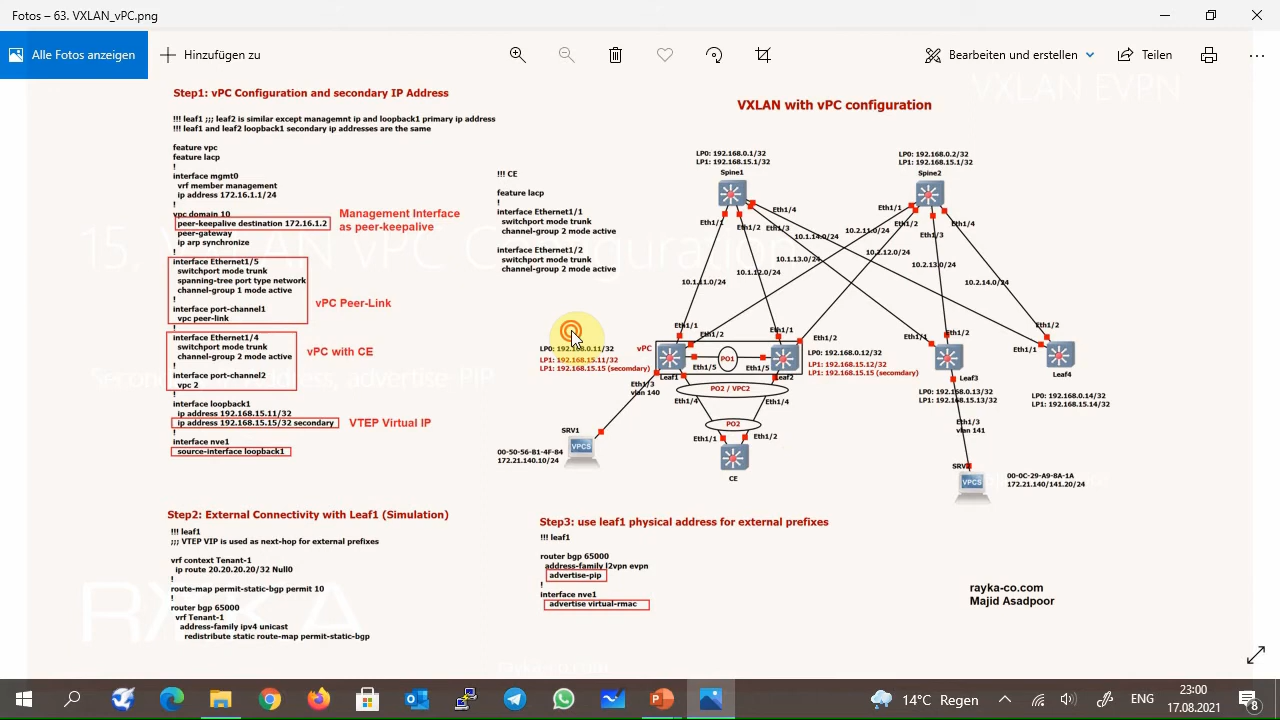 Fotos – 63. VXLAN_vPC.png
Alle Fotos anzeigen
Hinzufügen zu
Bearbeiten und erstellen
Teilen
VXLAN EVPN
Step1: vPC Configuration and secondary IP Address
!!! leaf1 ;;; leaf2 is similar except managemnt ip and loopback1 primary ip address
!!! leaf1 and leaf2 loopback1 secondary ip addresses are the same
feature vpc
feature lacp
!
interface mgmt0
vrf member management
ip address 172.16.1.1/24
!
vpc domain 10
peer-keepalive destination 172.16.1.2
peer-gateway
ip arp synchronize
!
interface Ethernet1/5
switchport mode trunk
spanning-tree port type network
channel-group 1 mode active
!
interface port-channel1
vpc peer-link
!
interface Ethernet1/4
switchport mode trunk
channel-group 2 mode active
!
interface port-channel2
vpc 2
!
interface loopback1
ip address 192.168.15.11/32
ip address 192.168.15.15/32 secondary
!
interface nve1
source-interface loopback1
Management Interface
as peer-keepalive
vPC Peer-Link
vPC with CE
VTEP Virtual IP
!!! CE
feature lacp
!
interface Ethernet1/1
switchport mode trunk
channel-group 2 mode active
interface Ethernet1/2
switchport mode trunk
channel-group 2 mode active
VXLAN with vPC configuration
LP0: 192.168.0.1/32
LP1: 192.168.15.1/32
Spine1
LP0: 192.168.0.2/32
LP1: 192.168.15.1/32
Spine2
Eth1/1
Eth1/2
Eth1/3
Eth1/4
Eth1/1
Eth1/2
Eth1/3
Eth1/4
10.1.11.0/24
10.1.12.0/24
10.1.13.0/24
10.1.14.0/24
10.2.11.0/24
10.2.12.0/24
10.2.13.0/24
10.2.14.0/24
Eth1/1
Eth1/2
Eth1/1
Eth1/2
Eth1/1
Eth1/2
Eth1/1
Eth1/2
LP0: 192.168.0.11/32
LP1: 192.168.15.11/32
LP1: 192.168.15.15 (secomdary)
vPC
PO1
Eth1/5
Eth1/5
Leaf1
Leaf2
LP0: 192.168.0.12/32
LP1: 192.168.15.12/32
LP1: 192.168.15.15 (secomdary)
Leaf3
LP0: 192.168.0.13/32
LP1: 192.168.15.13/32
Leaf4
LP0: 192.168.0.14/32
LP1: 192.168.15.14/32
Eth1/3
vlan 140
PO2 / VPC2
Eth1/4
Eth1/4
PO2
Eth1/1
Eth1/2
CE
SRV1
VPCS
00-50-56-B1-4F-84
172.21.140.10/24
Eth1/3
vlan 141
VPCS
00-0C-29-A9-8A-1A
172.21.140/141.20/24
Step2: External Connectivity with Leaf1 (Simulation)
!!! leaf1
;;; VTEP VIP is used as next-hop for external prefixes
vrf context Tenant-1
ip route 20.20.20.20/32 Null0
!
route-map permit-static-bgp permit 10
!
router bgp 65000
vrf Tenant-1
address-family ipv4 unicast
redistribute static route-map permit-static-bgp
Step3: use leaf1 physical address for external prefixes
!!! leaf1
router bgp 65000
address-family l2vpn evpn
advertise-pip
!
interface nve1
advertise virtual-rmac
rayka-co.com
Majid Asadpoor
rayka-co.com
14°C Regen
ENG
23:00
17.08.2021
8